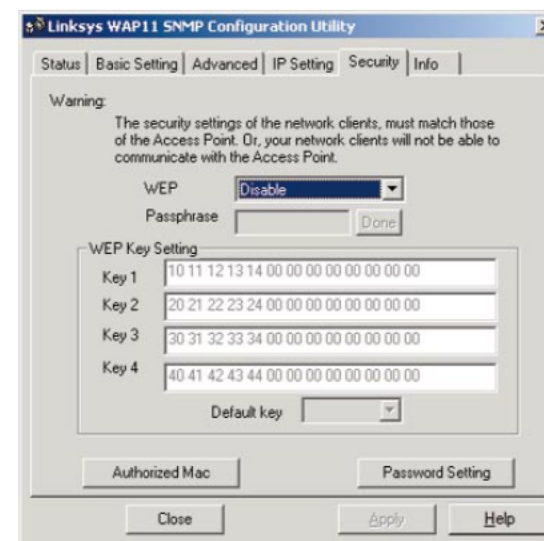 Linksys WAP11 SNMP Configuration Utility
Status Basic Setting Advanced IP Setting Security Info
Warning:
The security settings of the network clients, must match those
of the Access Point. Or, your network clients will not be able to
communicate with the Access Point.
WEP Disable
Passphrase Done
WEP Key Setting
Key 1 10 11 12 13 14 00 00 00 00 00 00 00 00
Key 2 20 21 22 23 24 00 00 00 00 00 00 00 00
Key 3 30 31 32 33 34 00 00 00 00 00 00 00 00
Key 4 40 41 42 43 44 00 00 00 00 00 00 00 00
Default key
Authorized Mac Password Setting
Close Apply Help